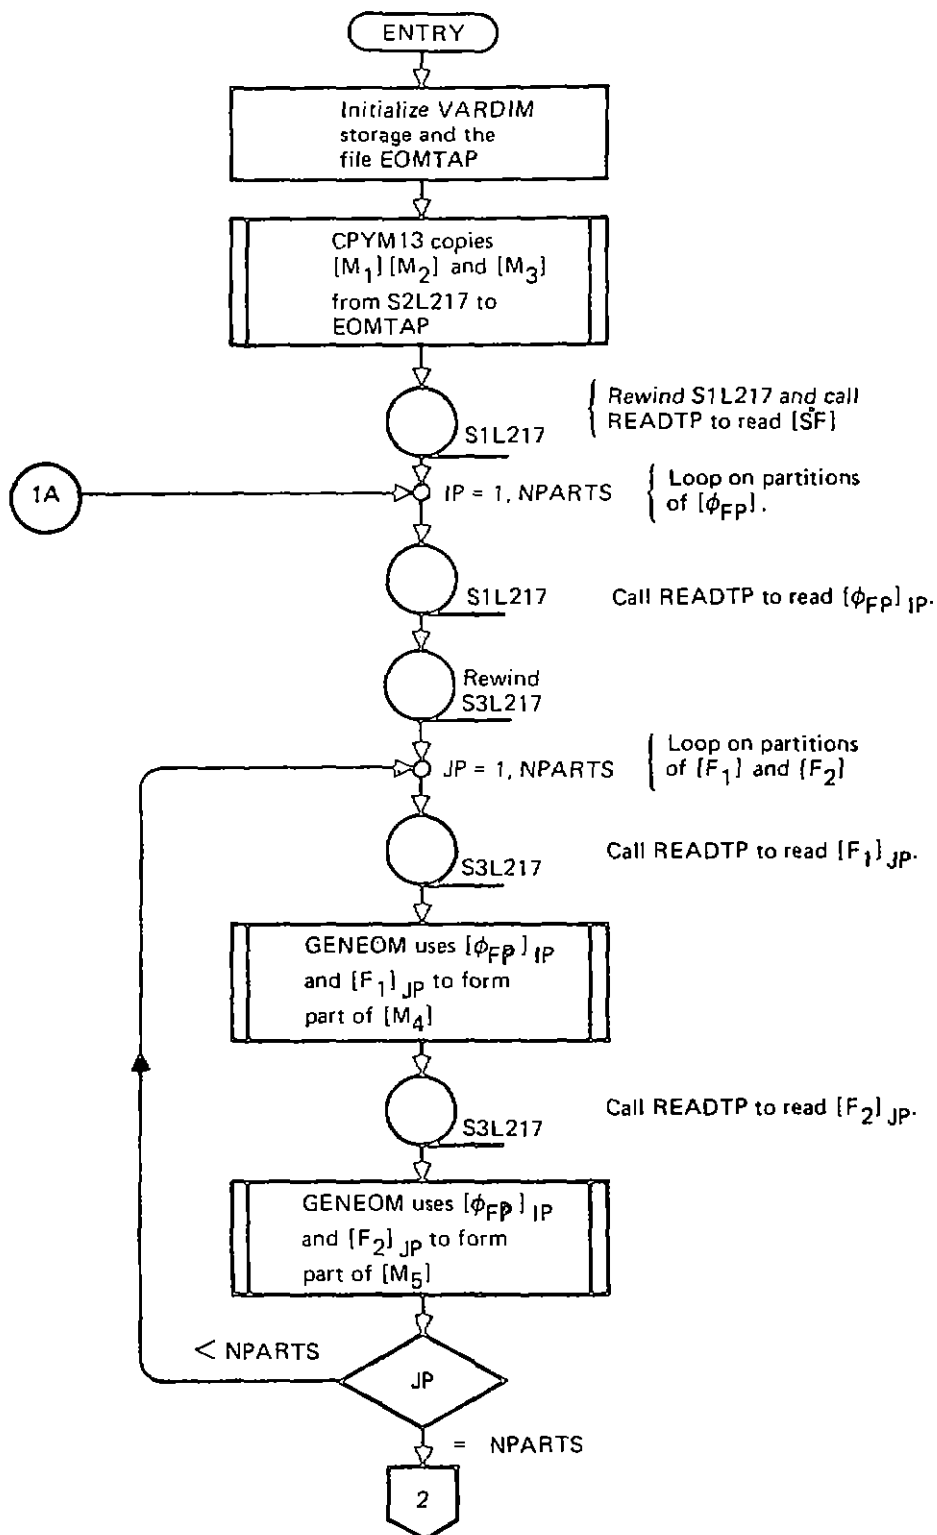 ENTRY
Initialize VARDIM
storage and the
file EOMTAP
CPYM13 copies
[M1] [M2] and [M3]
from S2L217 to
EOMTAP
S1L217
Rewind S1L217 and call
READTP to read [SF]
1A
IP = 1, NPARTS
Loop on partitions
of [ϕFP].
S1L217
Call READTP to read [ϕFP] IP.
Rewind
S3L217
JP = 1, NPARTS
Loop on partitions
of [F1] and [F2]
S3L217
Call READTP to read [F1] JP.
GENEOM uses [ϕFP] IP
and [F1] JP to form
part of [M4]
S3L217
Call READTP to read [F2] JP.
GENEOM uses [ϕFP] IP
and [F2] JP to form
part of [M5]
< NPARTS
JP
= NPARTS
2